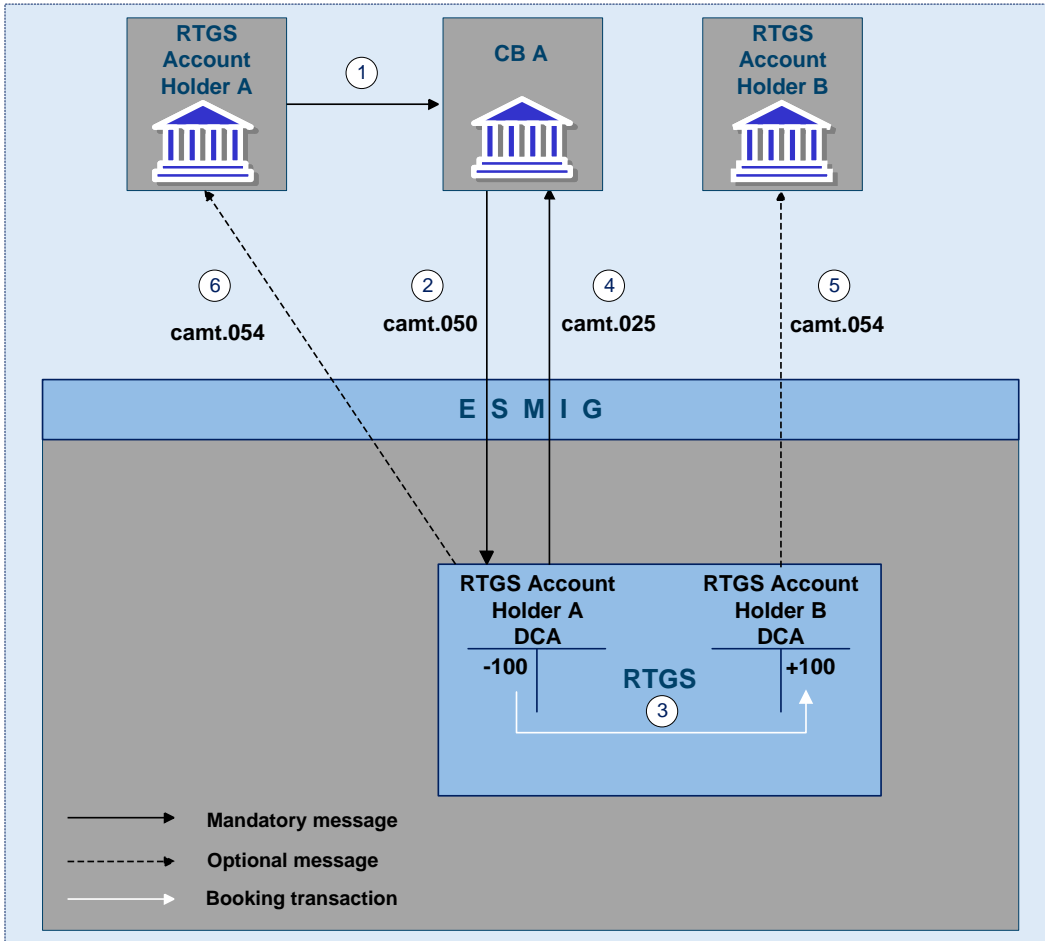 RTGS
Account
Holder A
1
CB A
RTGS
Account
Holder B
6
camt.054
2
camt.050
4
camt.025
5
camt.054
E S M I G
RTGS Account
Holder A
DCA
-100
RTGS Account
Holder B
DCA
+100
RTGS
3
Mandatory message
Optional message
Booking transaction